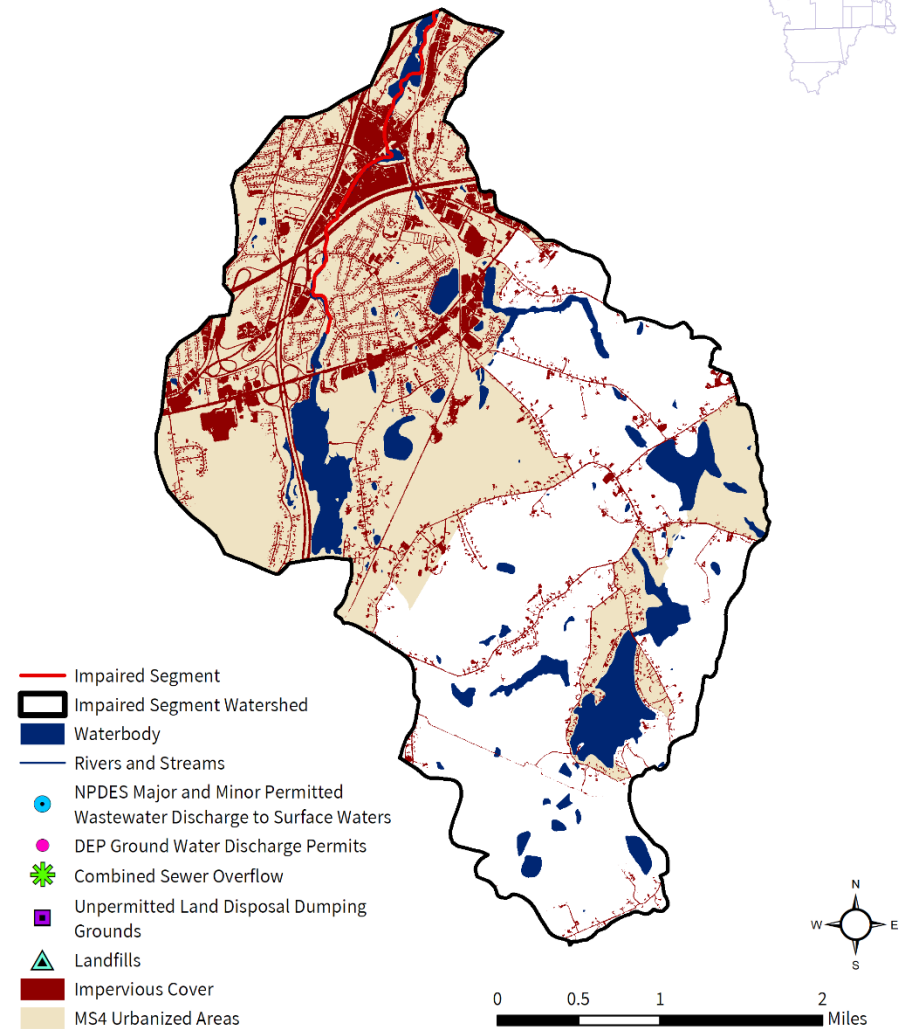 Impaired Segment
Impaired Segment Watershed
Waterbody
Rivers and Streams
NPDES Major and Minor Permitted
Wastewater Discharge to Surface Waters
DEP Ground Water Discharge Permits
Combined Sewer Overflow
Unpermitted Land Disposal Dumping
Grounds
Landfills
Impervious Cover
MS4 Urbanized Areas
N
W E
S
0 0.5 1 2
Miles